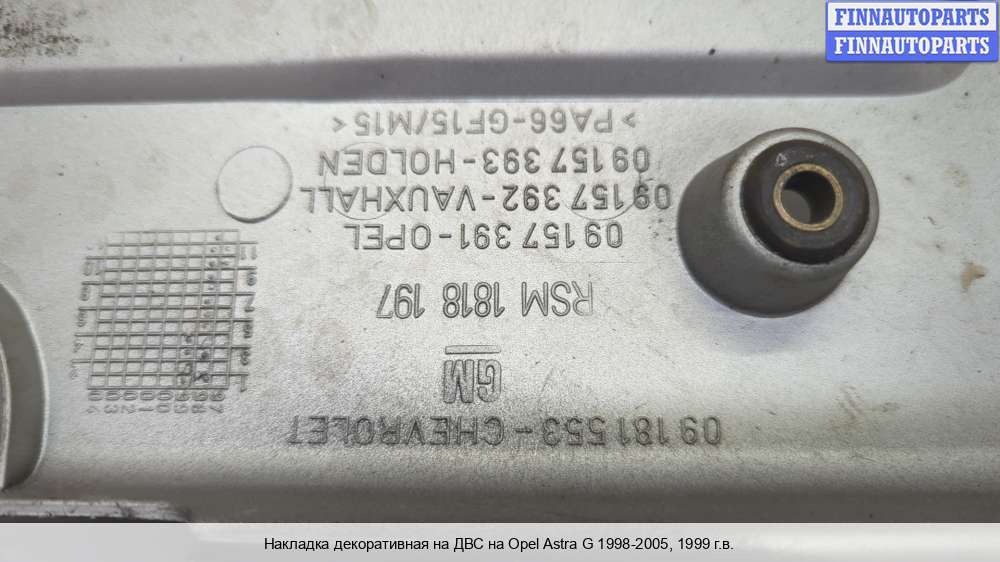 FINNAUTOPARTS
FINNAUTOPARTS
09 181 553-CHEVROLET
GM
RSM 1818 197
09 157 391-OPEL
09 157 392-VAUXHALL
09 157 393-HOLDEN
>PA66-GF15/M15<
Накладка декоративная на ДВС на Opel Astra G 1998-2005, 1999 г.в.